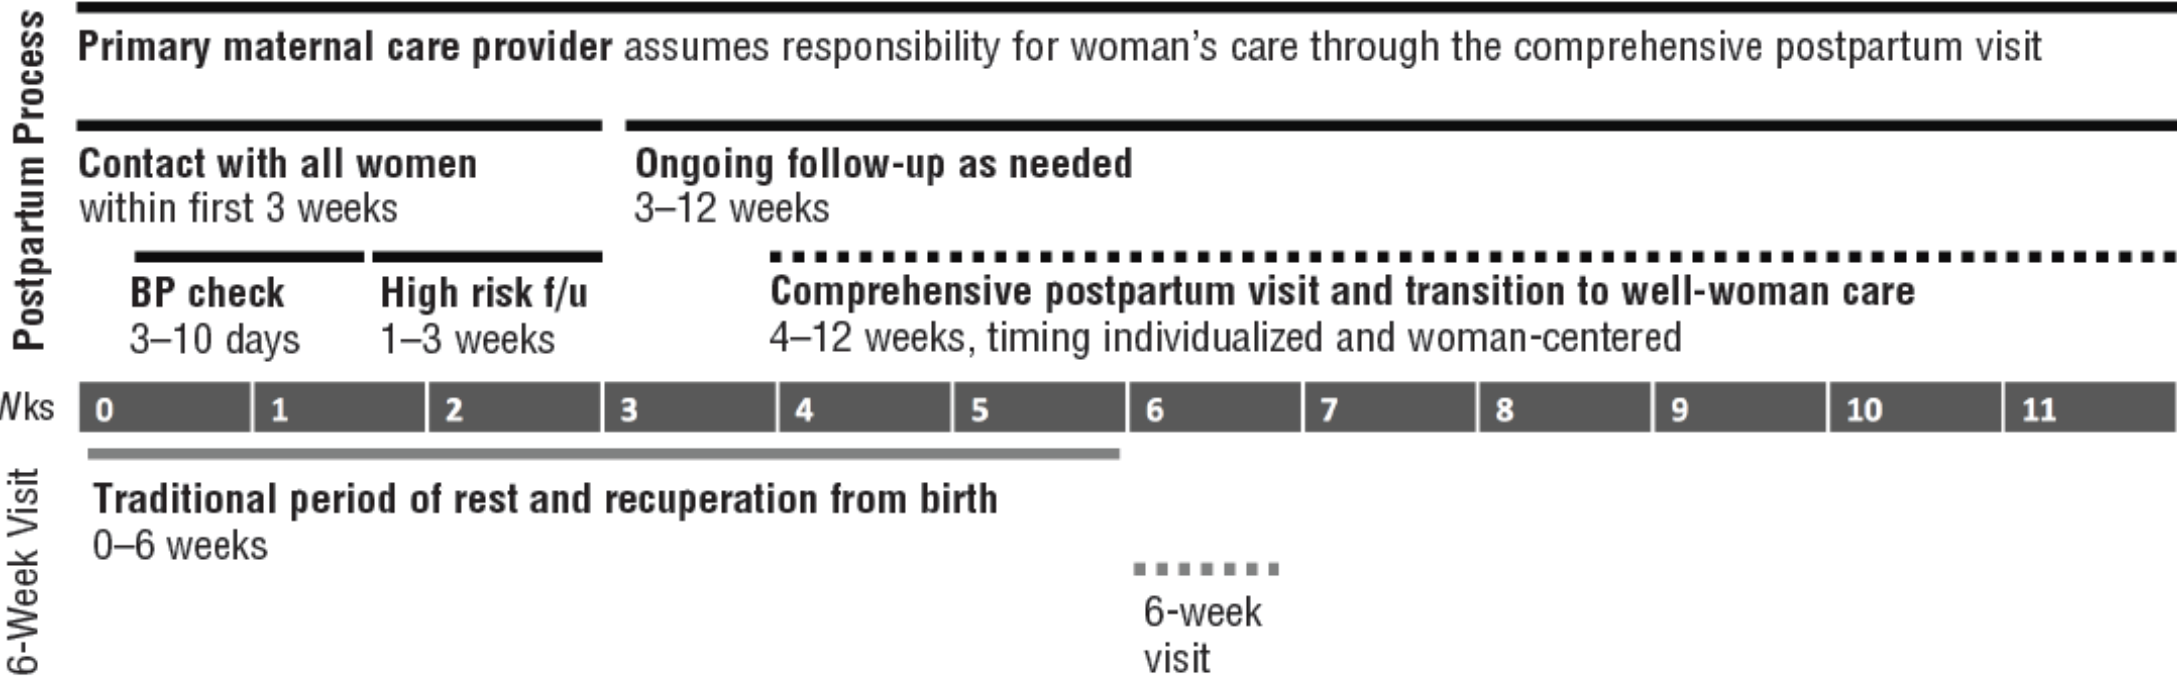 Postpartum Process
Primary maternal care provider assumes responsibility for woman's care through the comprehensive postpartum visit
Contact with all women
within first 3 weeks
Ongoing follow-up as needed
3–12 weeks
BP check
3–10 days
High risk f/u
1–3 weeks
Comprehensive postpartum visit and transition to well-woman care
4–12 weeks, timing individualized and woman-centered
Wks 0 1 2 3 4 5 6 7 8 9 10 11
6-Week Visit
Traditional period of rest and recuperation from birth
0–6 weeks
6-week
visit